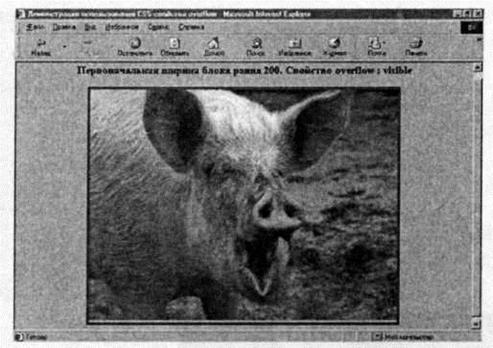 Демонстрация использования CSS-свойства overflow - Microsoft Internet Explorer
Файл Правка Вид Избранное Сервис Справка
Назад Остановить Обновить Домой Поиск Избранное Журнал Почта Печать
Первоначальная ширина блока равна 200. Свойство overflow : visible
Готово Мой компьютер